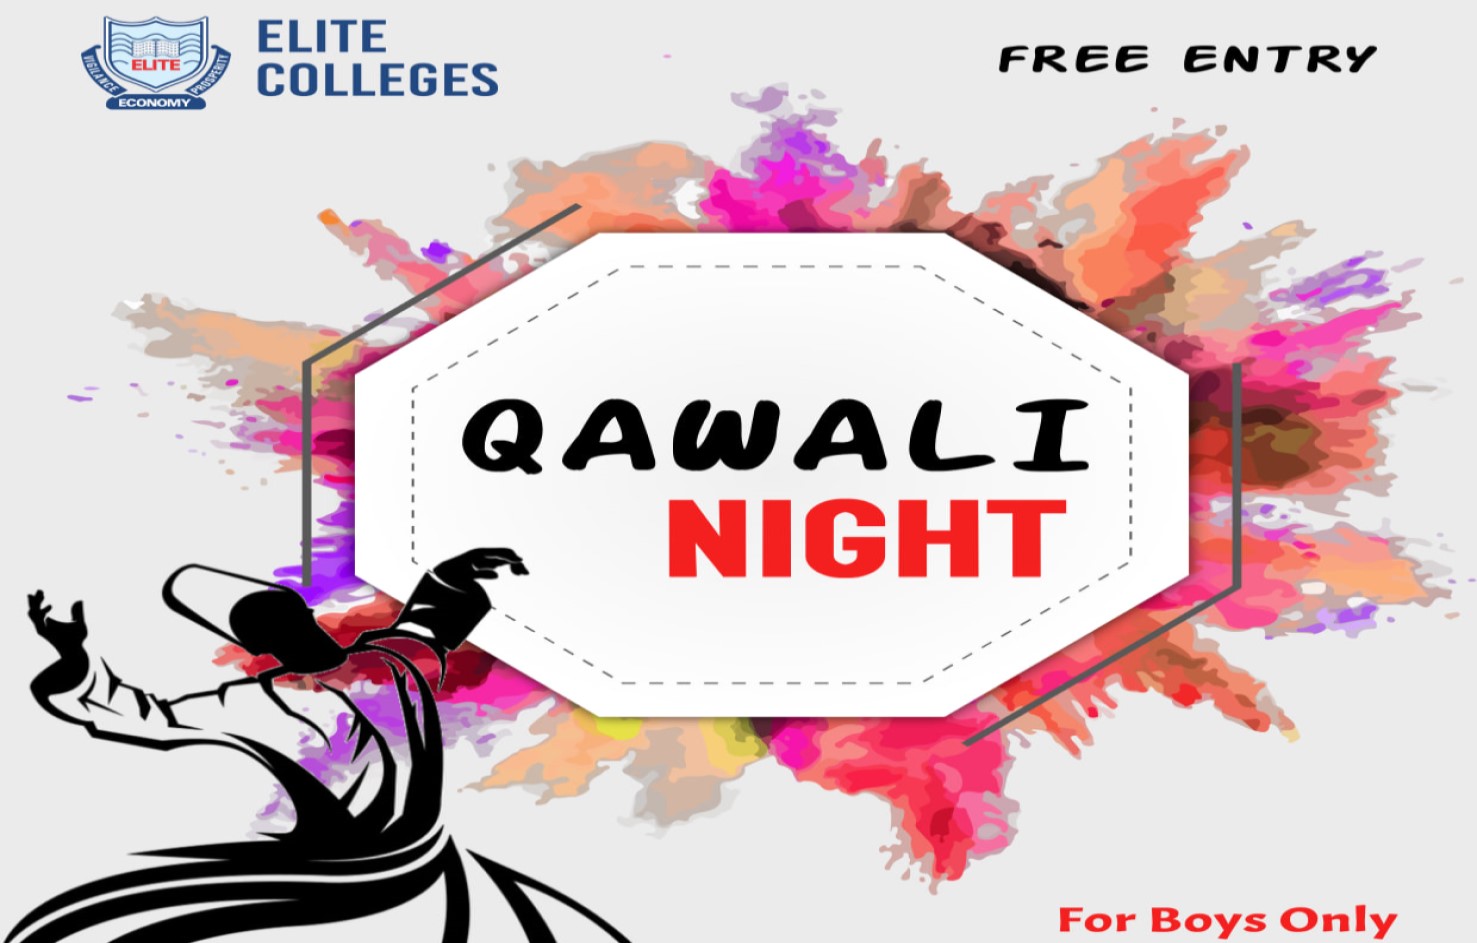 ELITE
COLLEGES
ELITE
VIGILANCE
ECONOMY
PROSPERITY
FREE ENTRY
QAWALI
NIGHT
For Boys Only